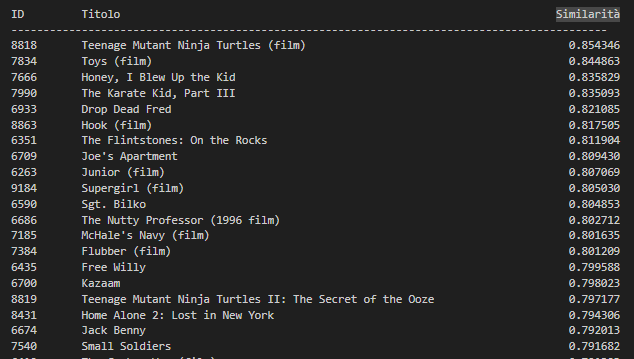 ID Titolo Similarità
--------------------------------------------------------------------------------
8818 Teenage Mutant Ninja Turtles (film) 0.854346
7834 Toys (film) 0.844863
7666 Honey, I Blew Up the Kid 0.835829
7990 The Karate Kid, Part III 0.835093
6933 Drop Dead Fred 0.821085
8863 Hook (film) 0.817505
6351 The Flintstones: On the Rocks 0.811904
6709 Joe's Apartment 0.809430
6263 Junior (film) 0.807069
9184 Supergirl (film) 0.805030
6590 Sgt. Bilko 0.804853
6686 The Nutty Professor (1996 film) 0.802712
7185 McHale's Navy (film) 0.801635
7384 Flubber (film) 0.801209
6435 Free Willy 0.799588
6700 Kazaam 0.798023
8819 Teenage Mutant Ninja Turtles II: The Secret of the Ooze 0.797177
8431 Home Alone 2: Lost in New York 0.794306
6674 Jack Benny 0.792013
7540 Small Soldiers 0.791682